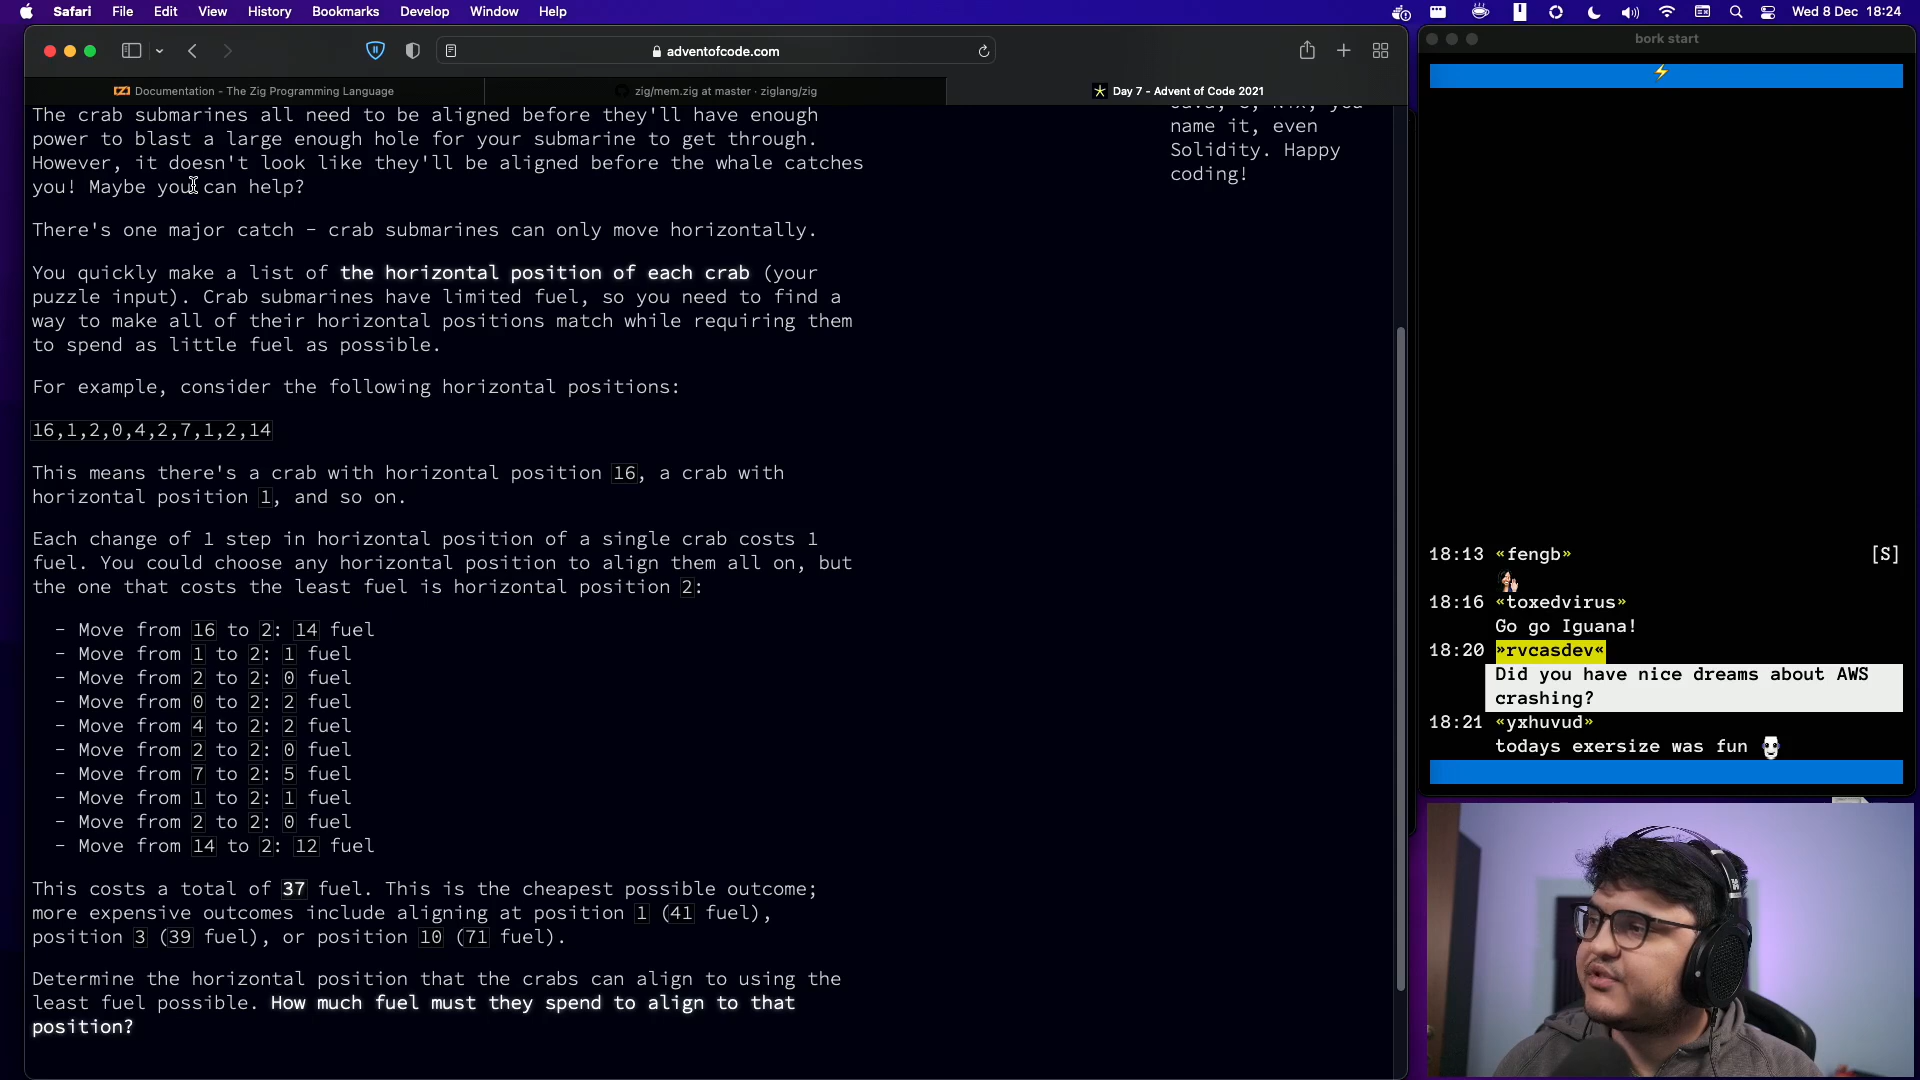 Safari File Edit View History Bookmarks Develop Window Help
Wed 8 Dec 18:24
adventofcode.com
Documentation - The Zig Programming Language
zig/mem.zig at master · ziglang/zig
Day 7 - Advent of Code 2021
The crab submarines all need to be aligned before they'll have enough
power to blast a large enough hole for your submarine to get through.
However, it doesn't look like they'll be aligned before the whale catches
you! Maybe you can help?
There's one major catch - crab submarines can only move horizontally.
You quickly make a list of the horizontal position of each crab (your
puzzle input). Crab submarines have limited fuel, so you need to find a
way to make all of their horizontal positions match while requiring them
to spend as little fuel as possible.
For example, consider the following horizontal positions:
16,1,2,0,4,2,7,1,2,14
This means there's a crab with horizontal position 16, a crab with
horizontal position 1, and so on.
Each change of 1 step in horizontal position of a single crab costs 1
fuel. You could choose any horizontal position to align them all on, but
the one that costs the least fuel is horizontal position 2:
- Move from 16 to 2: 14 fuel
- Move from 1 to 2: 1 fuel
- Move from 2 to 2: 0 fuel
- Move from 0 to 2: 2 fuel
- Move from 4 to 2: 2 fuel
- Move from 2 to 2: 0 fuel
- Move from 7 to 2: 5 fuel
- Move from 1 to 2: 1 fuel
- Move from 2 to 2: 0 fuel
- Move from 14 to 2: 12 fuel
This costs a total of 37 fuel. This is the cheapest possible outcome;
more expensive outcomes include aligning at position 1 (41 fuel),
position 3 (39 fuel), or position 10 (71 fuel).
Determine the horizontal position that the crabs can align to using the
least fuel possible. How much fuel must they spend to align to that
position?
name it, even
Solidity. Happy
coding!
bork start
18:13 «fengb» [S]
18:16 «toxedvirus»
Go go Iguana!
18:20 »rvcasdev«
Did you have nice dreams about AWS
crashing?
18:21 «yxhuvud»
todays exersize was fun